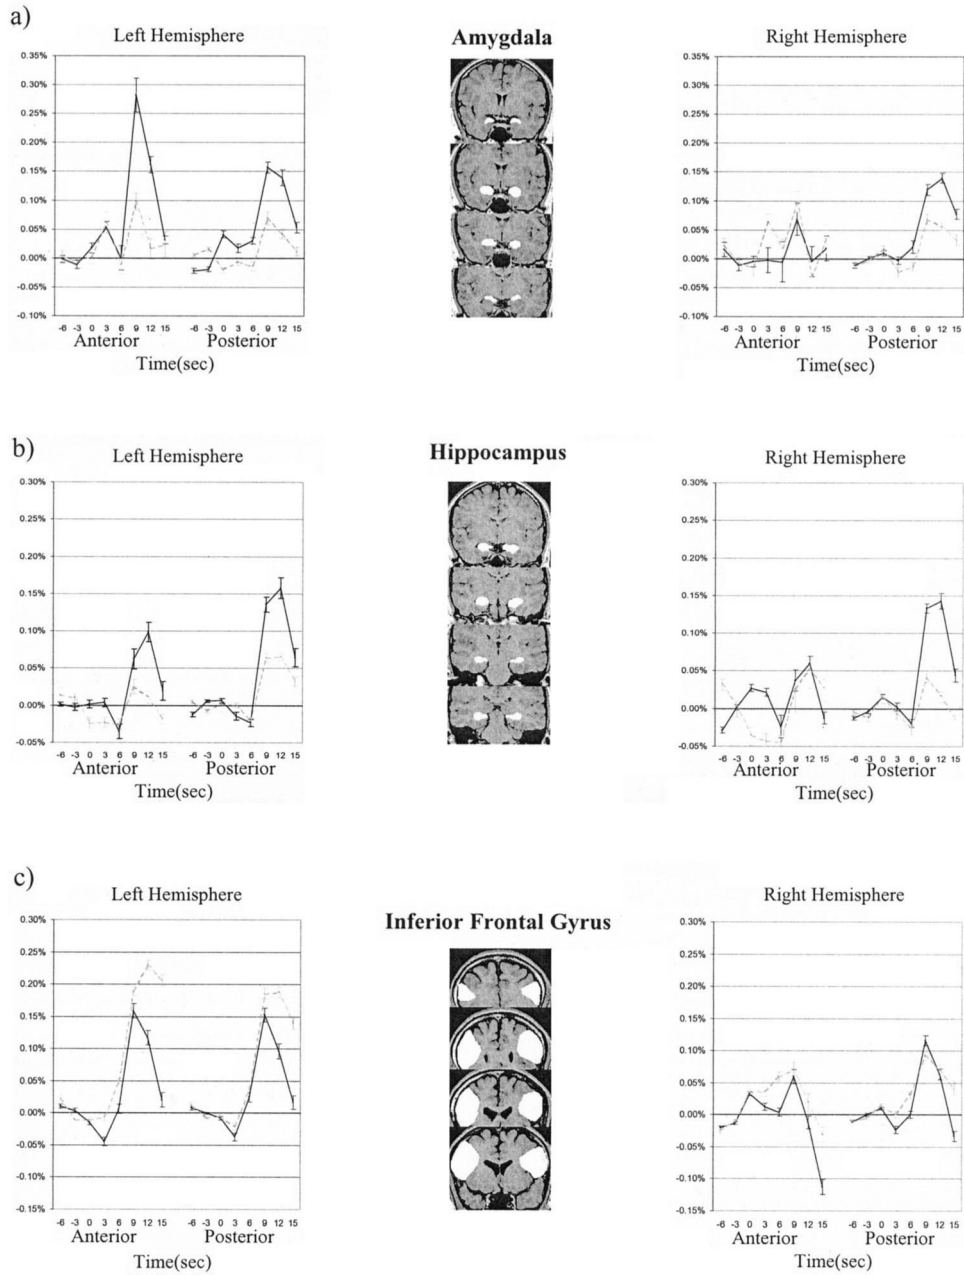 a)
Left Hemisphere
Amygdala
Right Hemisphere
0.35%
0.30%
0.25%
0.20%
0.15%
0.10%
0.05%
0.00%
-0.05%
-0.10%
-6 -3 0 3 6 9 12 15 -6 -3 0 3 6 9 12 15
Anterior Posterior
Time(sec)
0.35%
0.30%
0.25%
0.20%
0.15%
0.10%
0.05%
0.00%
-0.05%
-0.10%
-6 -3 0 3 6 9 12 15 -6 -3 0 3 6 9 12 15
Anterior Posterior
Time(sec)
b)
Left Hemisphere
Hippocampus
Right Hemisphere
0.30%
0.25%
0.20%
0.15%
0.10%
0.05%
0.00%
-0.05%
-6 -3 0 3 6 9 12 15 -6 -3 0 3 6 9 12 15
Anterior Posterior
Time(sec)
0.30%
0.25%
0.20%
0.15%
0.10%
0.05%
0.00%
-0.05%
-6 -3 0 3 6 9 12 15 -6 -3 0 3 6 9 12 15
Anterior Posterior
Time(sec)
c)
Left Hemisphere
Inferior Frontal Gyrus
Right Hemisphere
0.30%
0.25%
0.20%
0.15%
0.10%
0.05%
0.00%
-0.05%
-0.10%
-0.15%
-6 -3 0 3 6 9 12 15 -6 -3 0 3 6 9 12 15
Anterior Posterior
Time(sec)
0.30%
0.25%
0.20%
0.15%
0.10%
0.05%
0.00%
-0.05%
-0.10%
-0.15%
-6 -3 0 3 6 9 12 15 -6 -3 0 3 6 9 12 15
Anterior Posterior
Time(sec)